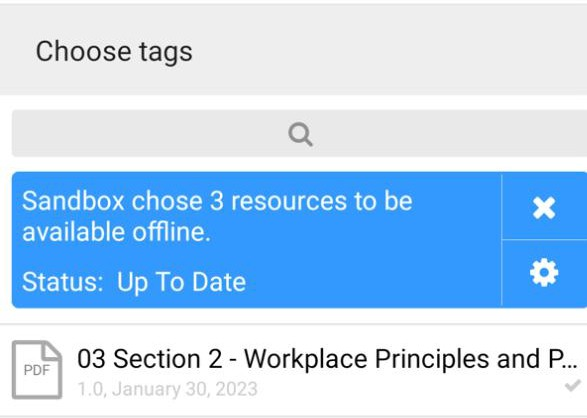 Choose tags
Sandbox chose 3 resources to be
available offline.
Status: Up To Date
PDF
03 Section 2 - Workplace Principles and P...
1.0, January 30, 2023